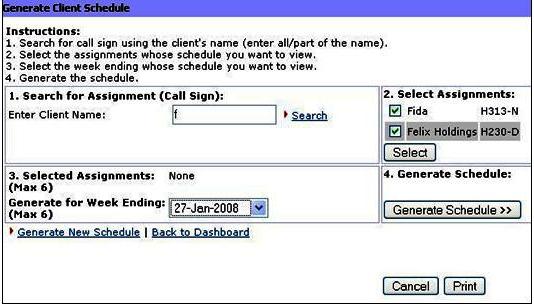 Generate Client Schedule
Instructions:
1. Search for call sign using the client's name (enter all/part of the name).
2. Select the assignments whose schedule you want to view.
3. Select the week ending whose schedule you want to view.
4. Generate the schedule.
1. Search for Assignment (Call Sign):
Enter Client Name: f Search
2. Select Assignments:
Fida H313-N
Felix Holdings H230-D
Select
3. Selected Assignments: None
(Max 6)
Generate for Week Ending: 27-Jan-2008
(Max 6)
4. Generate Schedule:
Generate Schedule >>
Generate New Schedule | Back to Dashboard
Cancel Print